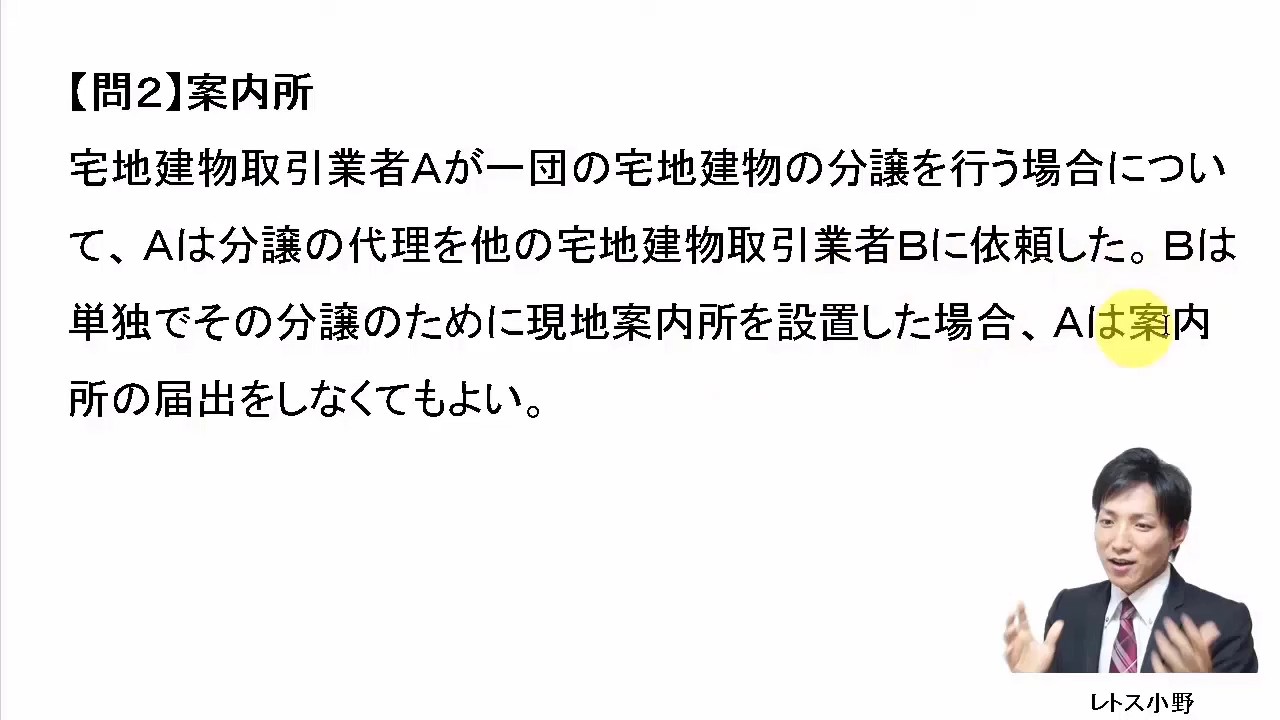 【問２】案内所
宅地建物取引業者Ａが一団の宅地建物の分譲を行う場合につい
て、Ａは分譲の代理を他の宅地建物取引業者Ｂに依頼した。Ｂは
単独でその分譲のために現地案内所を設置した場合、Ａは案内
所の届出をしなくてもよい。
レトス小野